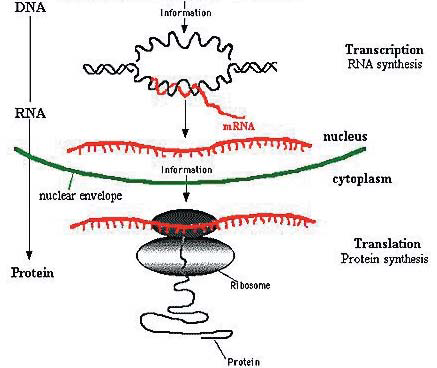 DNA
Information
Transcription
RNA synthesis
RNA
mRNA
nucleus
Information
cytoplasm
nuclear envelope
Translation
Protein synthesis
Protein
Ribosome
Protein